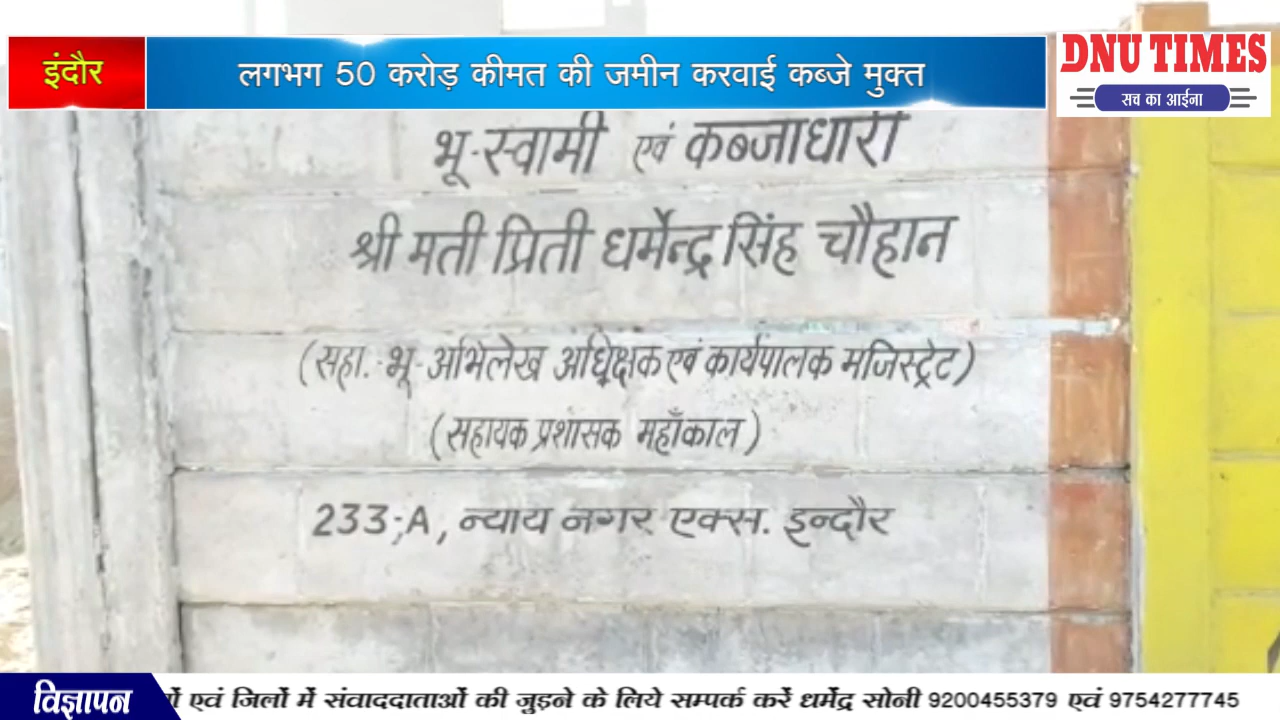 इंदौर
लगभग 50 करोड़ कीमत की जमीन करवाई कब्जे मुक्त
DNU TIMES
सच का आईना
भू-स्वामी एवं कब्जाधारी
श्री मती प्रिती धर्मेन्द्र सिंह चौहान
(सहा. भू-अभिलेख अधिक्षक एवं कार्यपालक मजिस्ट्रेट)
(सहायक प्रशासक महाँकाल)
233;A, न्याय नगर एक्स. इन्दौर
विज्ञापन
एवं जिलों में संवाददाताओं की जुड़ने के लिये सम्पर्क करें धर्मेद्र सोनी 9200455379 एवं 9754277745